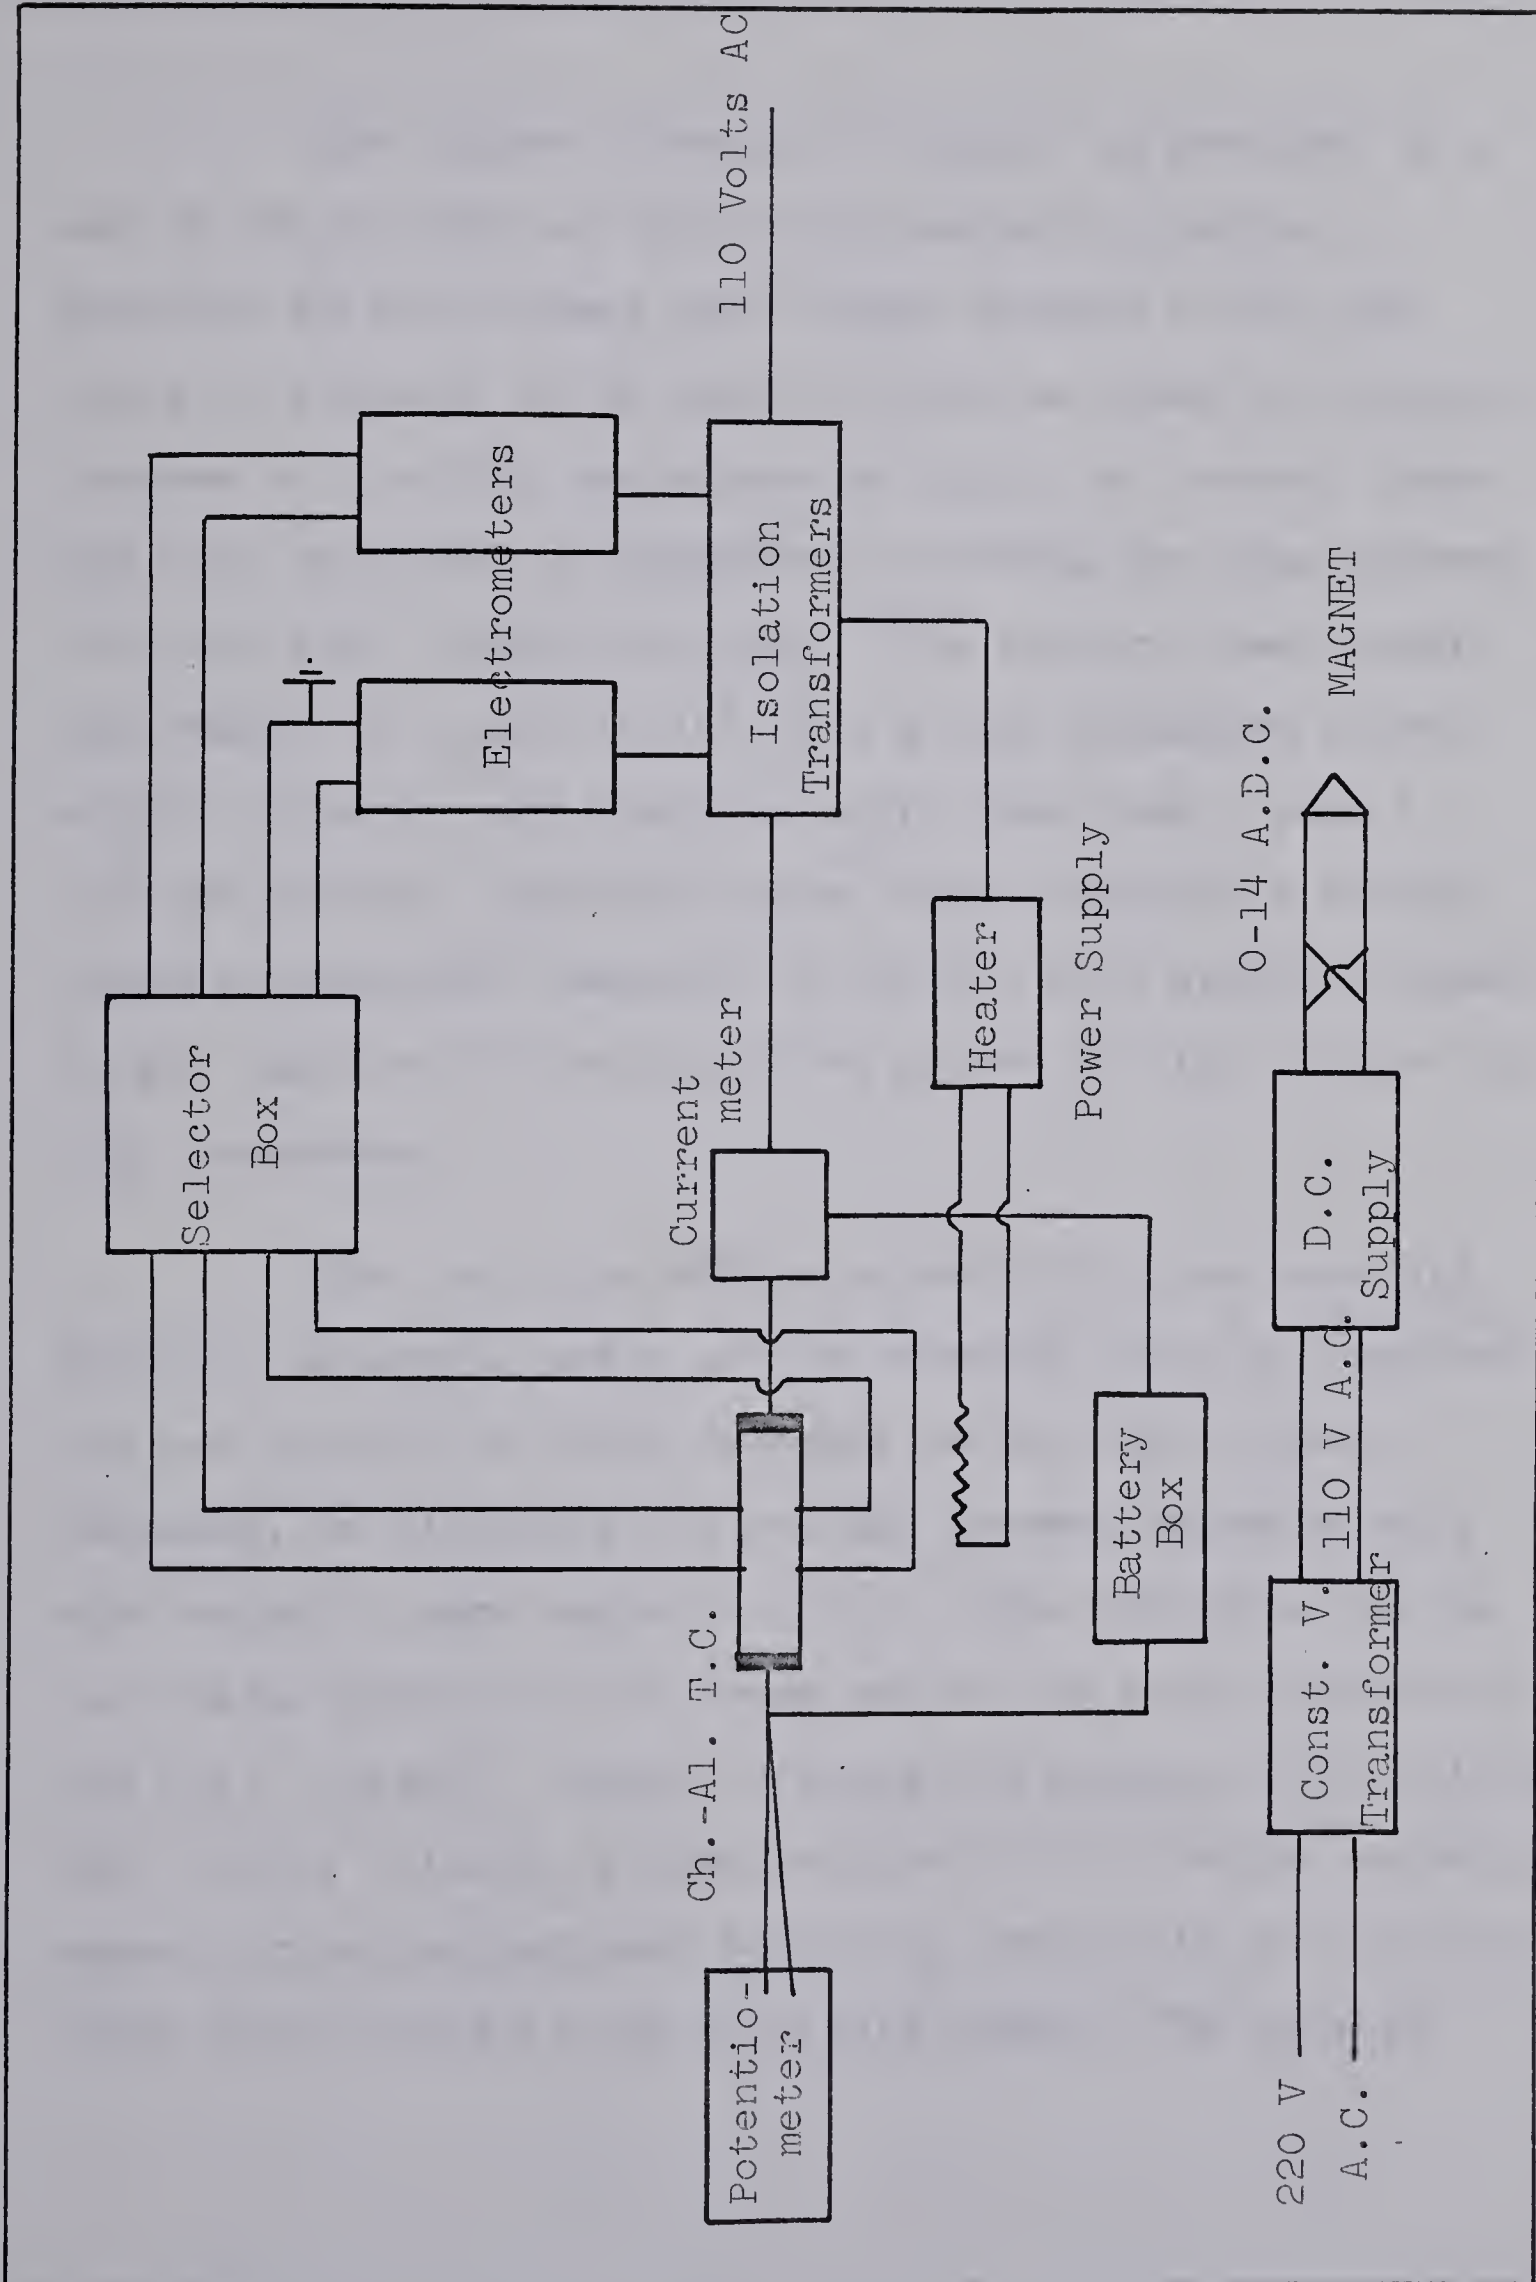 Selector
Box
Electrometers
110 Volts AC
Isolation
Transformers
Current
meter
Ch.-Al. T.C.
Potentio-
meter
Heater
Power Supply
Battery
Box
220 V
A.C.
Const. V.
Transformer
110 V A.C.
D.C.
Supply
0-14 A.D.C.
MAGNET